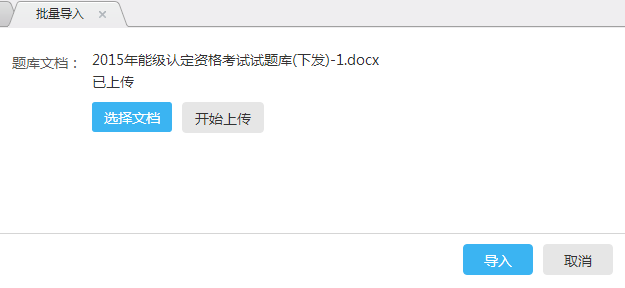 批量导入 ×
题库文档： 2015年能级认定资格考试试题库(下发)-1.docx
已上传
选择文档 开始上传
导入 取消